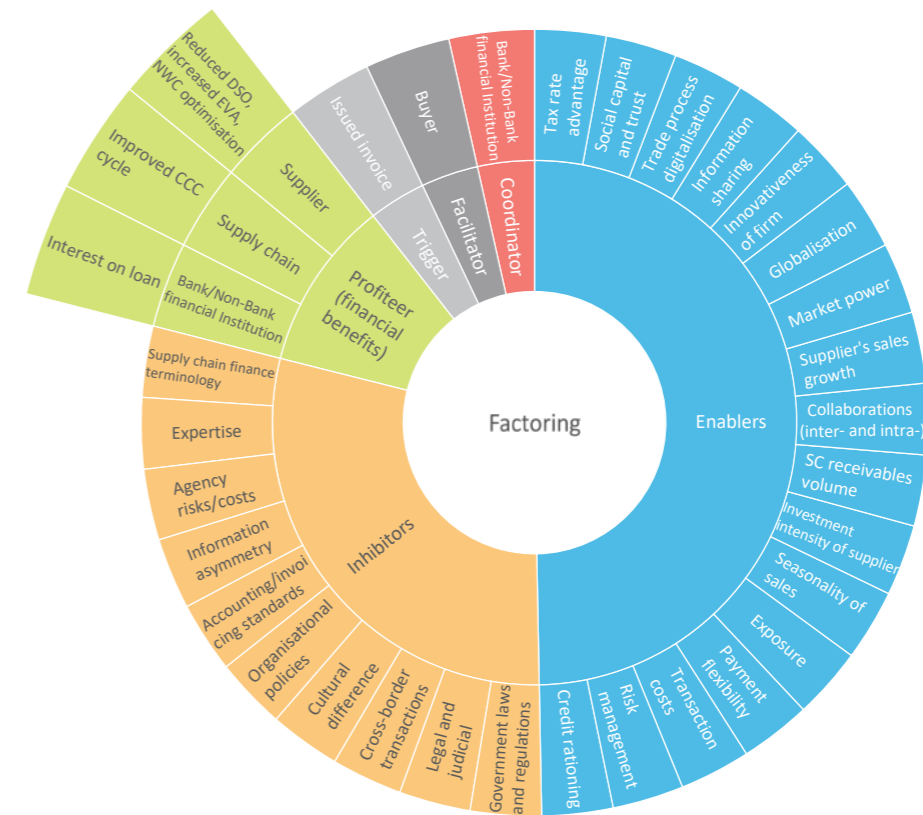 Factoring
Enablers
Tax rate
advantage
Social capital
and trust
Trade process
digitalisation
Information
sharing
Innovativeness
of firm
Globalisation
Market power
Supplier's sales
growth
Collaborations
(inter- and intra-)
SC receivables
volume
Investment
intensity of supplier
Seasonality of
sales
Exposure
Payment
flexibility
Transaction
costs
Risk
management
Credit rationing
Inhibitors
Government laws
and regulations
Legal and
judicial
Cross-border
transactions
Cultural
difference
Organisational
policies
Accounting/invoi
cing standards
Information
asymmetry
Agency
risks/costs
Expertise
Supply chain finance
terminology
Profiteer
(financial
benefits)
Bank/Non-Bank
financial Institution
Interest on loan
Supply chain
Improved CCC
cycle
Supplier
Reduced DSO,
increased EVA,
NWC optimisation
Trigger
Issued invoice
Facilitator
Buyer
Coordinator
Bank/Non-Bank
financial Institution